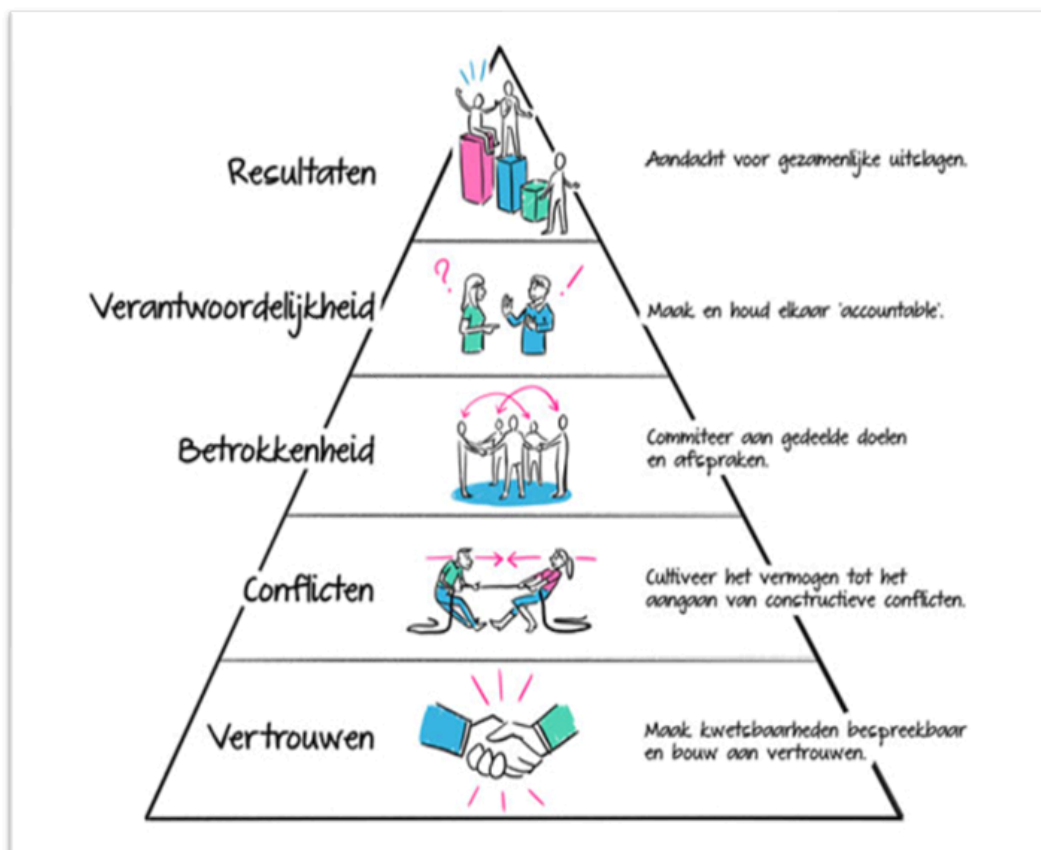 Resultaten
Aandacht voor gezamenlijke uitslagen.
?
!
Verantwoordelijkheid
Maak en houd elkaar 'accountable'.
Betrokkenheid
Commiteer aan gedeelde doelen
en afspraken.
Conflicten
Cultiveer het vermogen tot het
aangaan van constructieve conflicten.
Vertrouwen
Maak kwetsbaarheden bespreekbaar
en bouw aan vertrouwen.